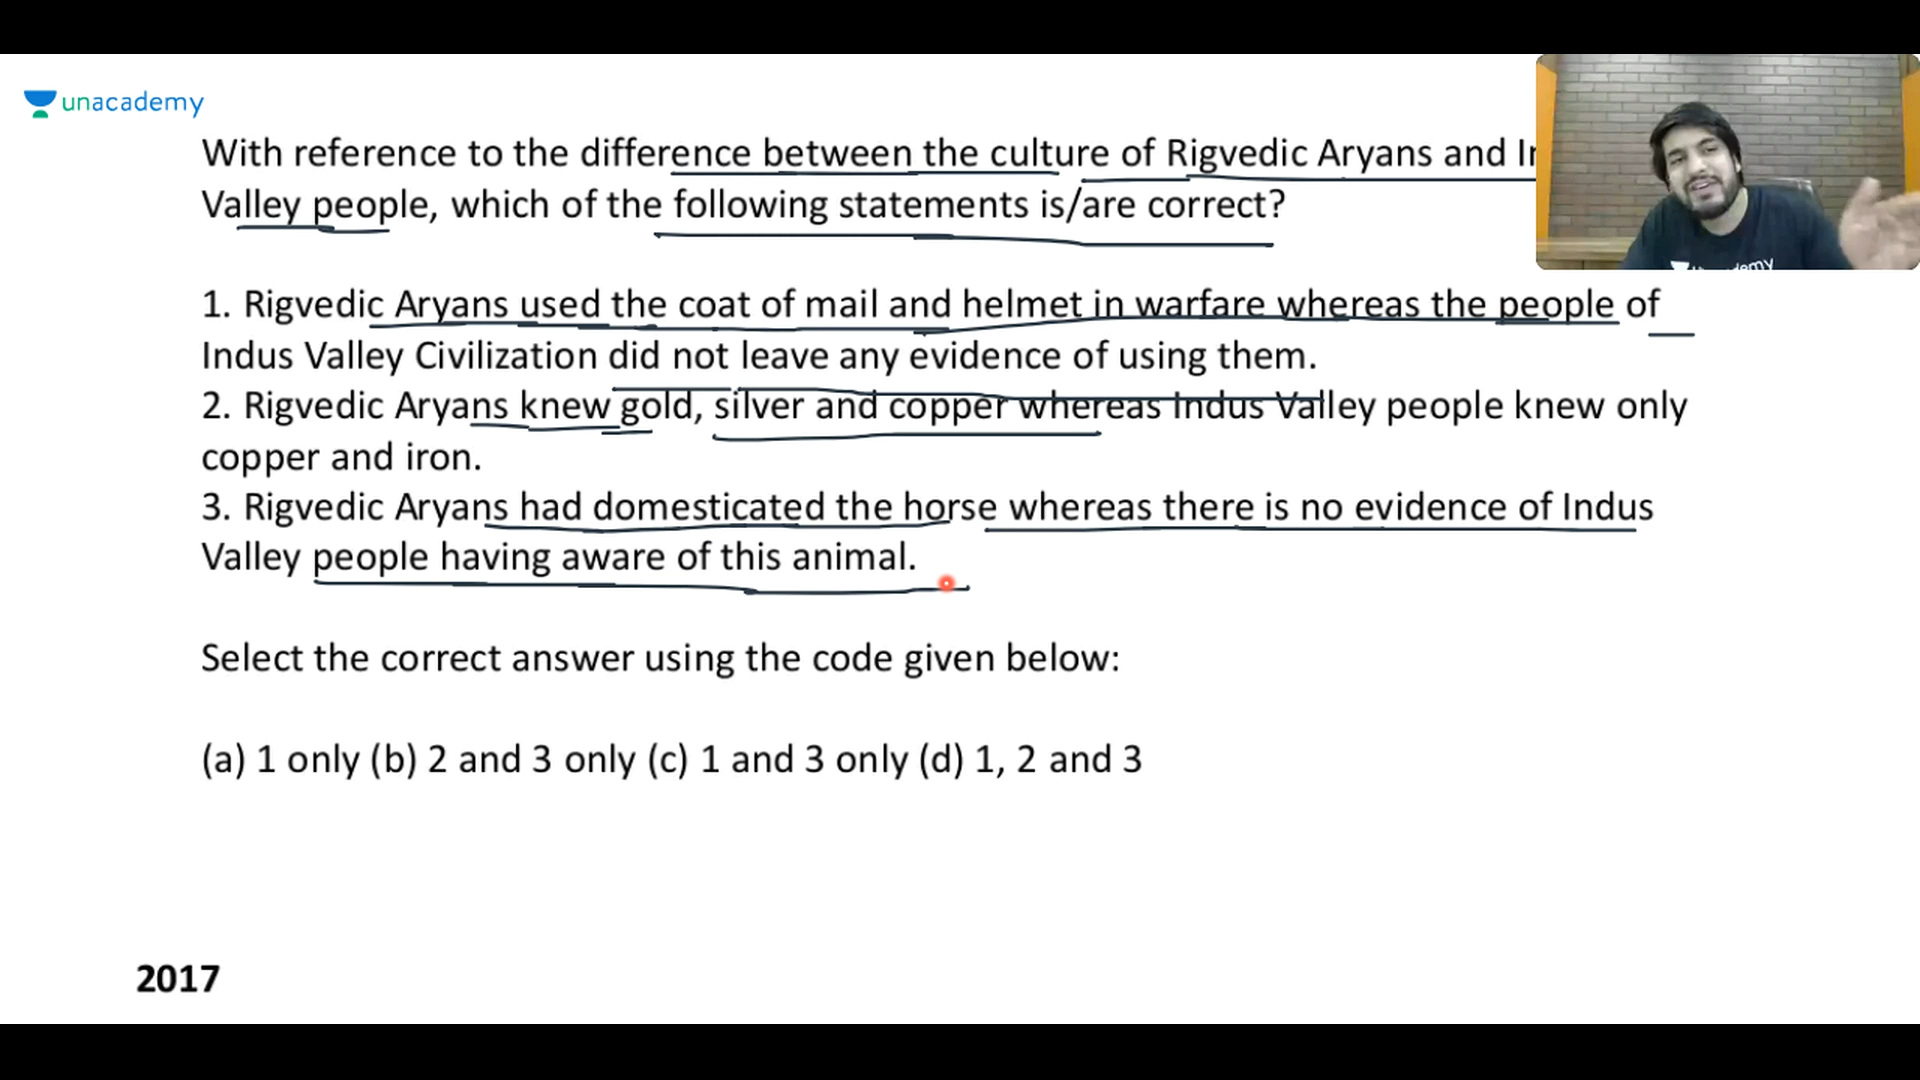 unacademy
With reference to the difference between the culture of Rigvedic Aryans and
Valley people, which of the following statements is/are correct?
1. Rigvedic Aryans used the coat of mail and helmet in warfare whereas the people of
Indus Valley Civilization did not leave any evidence of using them.
2. Rigvedic Aryans knew gold, silver and copper whereas Indus Valley people knew only
copper and iron.
3. Rigvedic Aryans had domesticated the horse whereas there is no evidence of Indus
Valley people having aware of this animal.
Select the correct answer using the code given below:
(a) 1 only (b) 2 and 3 only (c) 1 and 3 only (d) 1, 2 and 3
2017